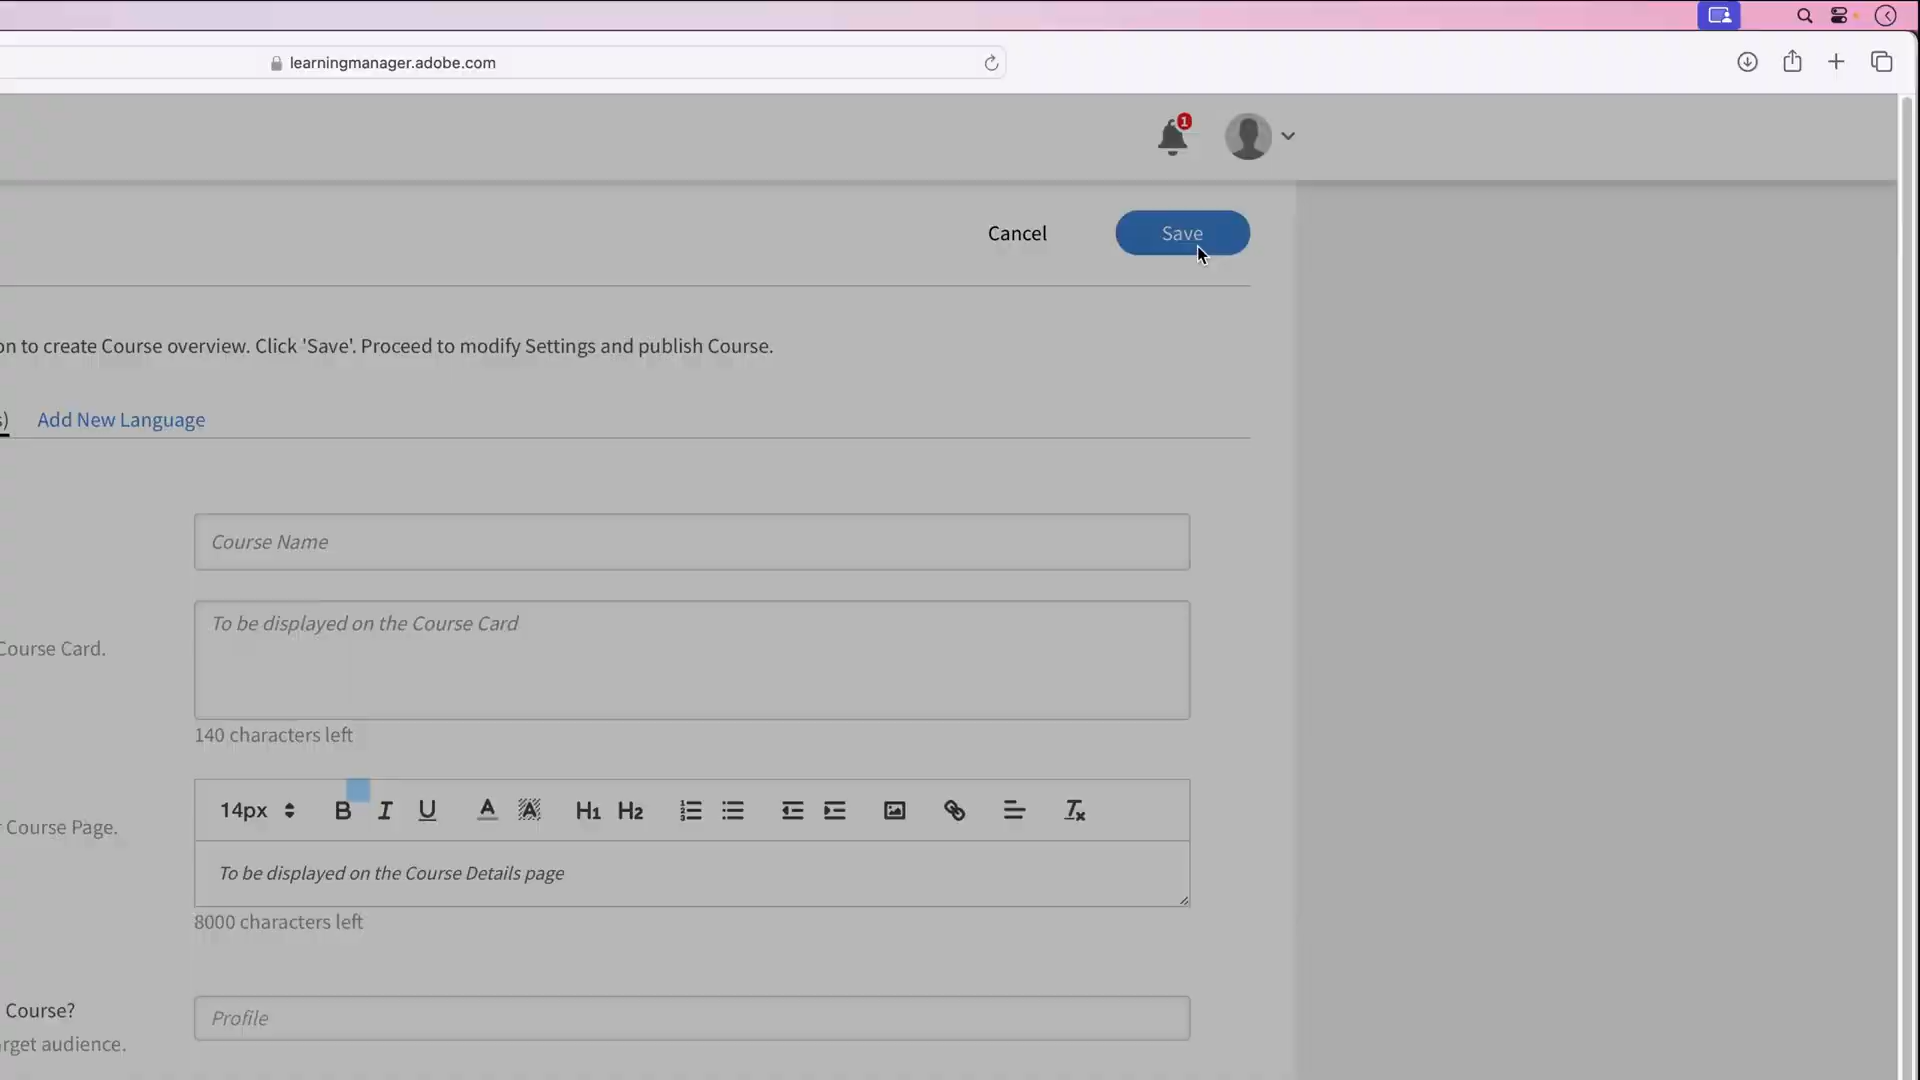 learningmanager.adobe.com
1
Cancel
Save
on to create Course overview. Click 'Save'. Proceed to modify Settings and publish Course.
s) Add New Language
Course Name
To be displayed on the Course Card
Course Card.
140 characters left
14px B I U A A H1 H2
r Course Page.
To be displayed on the Course Details page
8000 characters left
Course?
Profile
arget audience.